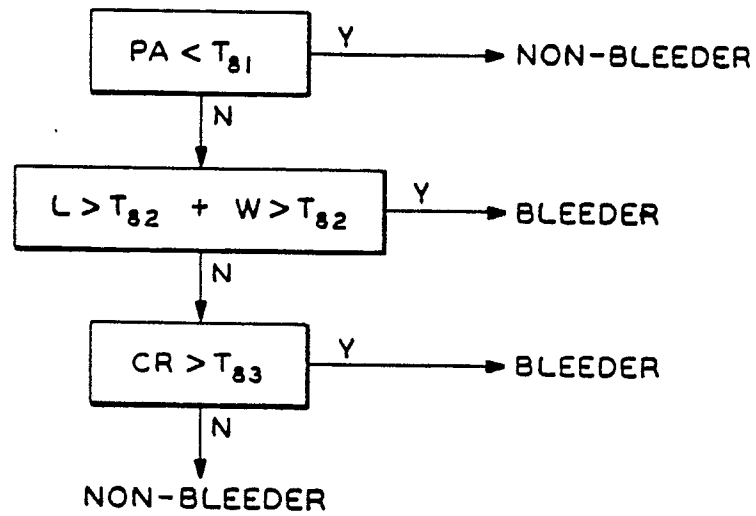 PA < T81 Y NON-BLEEDER
N
L > T82 + W > T82 Y BLEEDER
N
CR > T83 Y BLEEDER
N
NON-BLEEDER